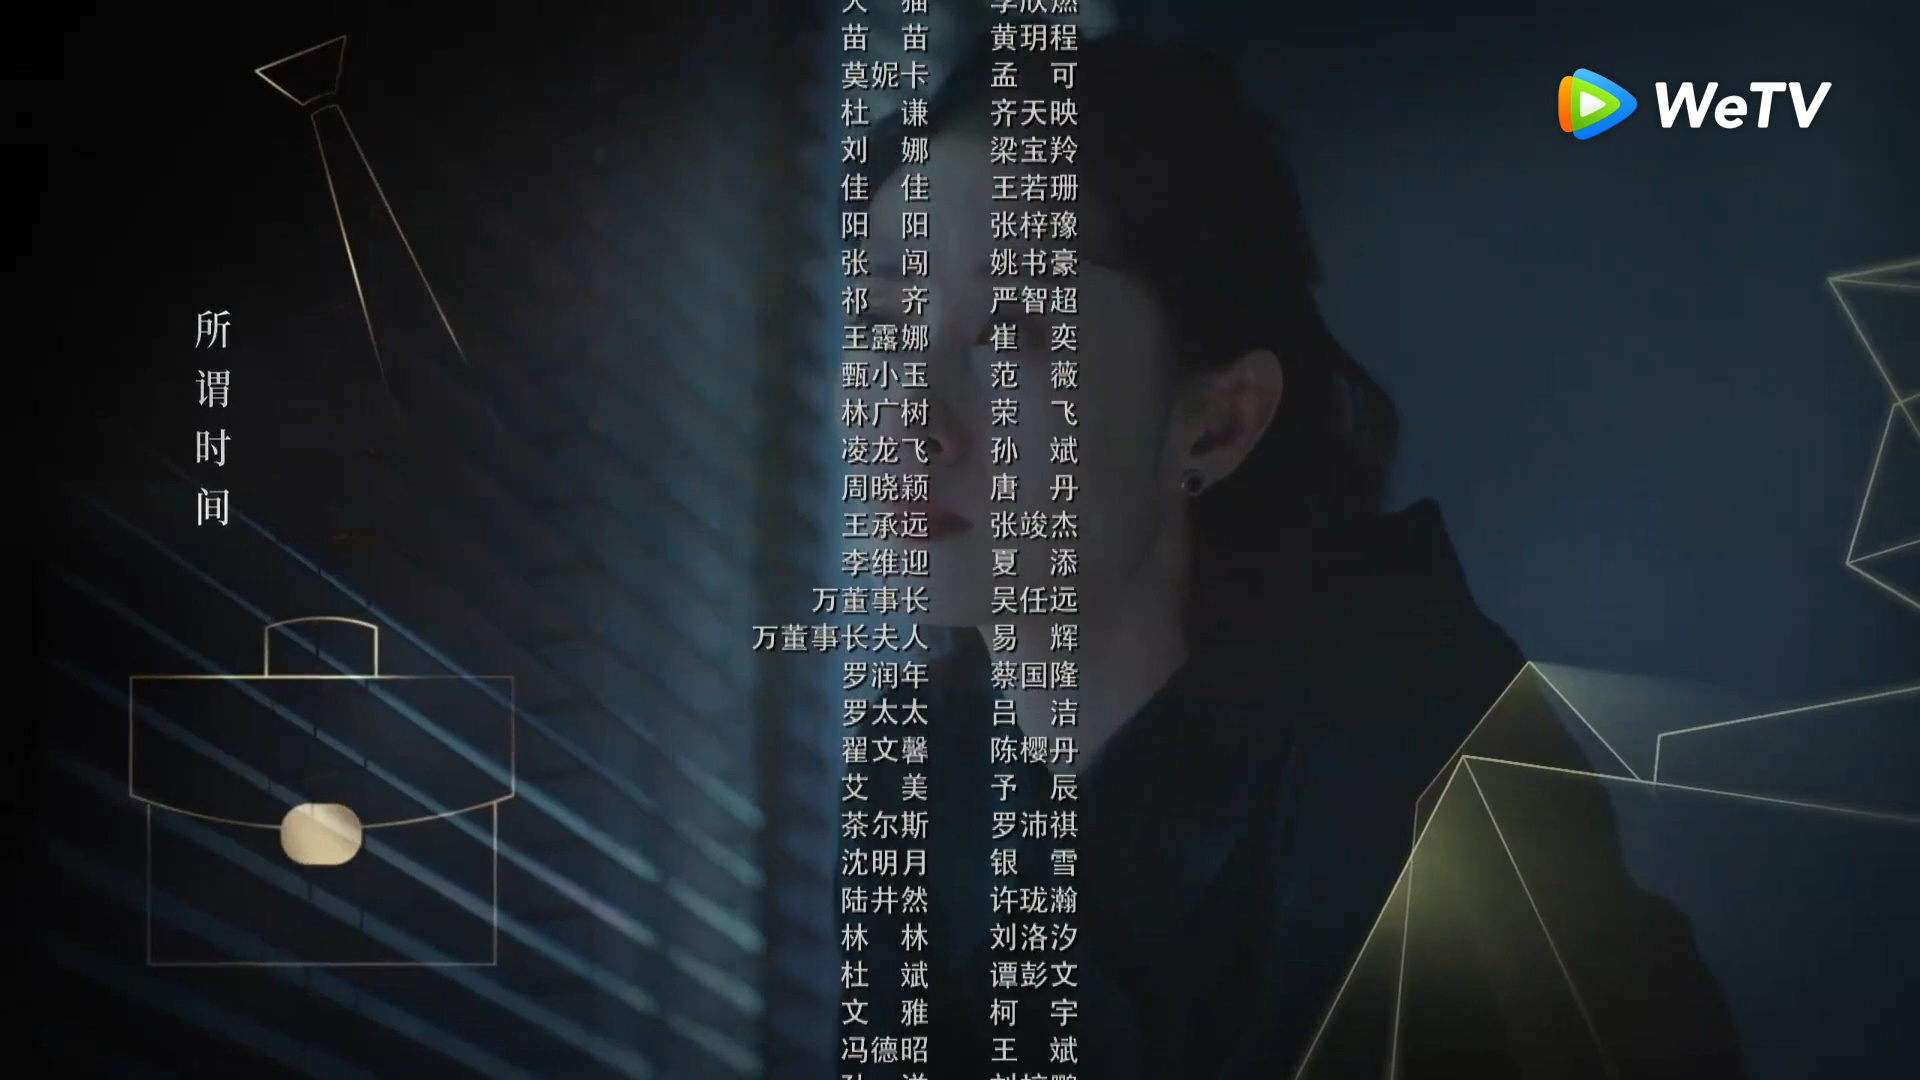 苗 苗 黄玥程
莫妮卡 孟 可
WeTV
杜 谦 齐天映
刘 娜 梁宝羚
佳 佳 王若珊
阳 阳 张梓豫
张 闯 姚书豪
祁 齐 严智超
所谓时间
王露娜 崔 奕
甄小玉 范 薇
林广树 荣 飞
凌龙飞 孙 斌
周晓颖 唐 丹
王承远 张竣杰
李维迎 夏 添
万董事长 吴任远
万董事长夫人 易 辉
罗润年 蔡国隆
罗太太 吕 洁
翟文馨 陈樱丹
艾 美 予 辰
茶尔斯 罗沛祺
沈明月 银 雪
陆井然 许珑瀚
林 林 刘洛汐
杜 斌 谭彭文
文 雅 柯 宇
冯德昭 王 斌